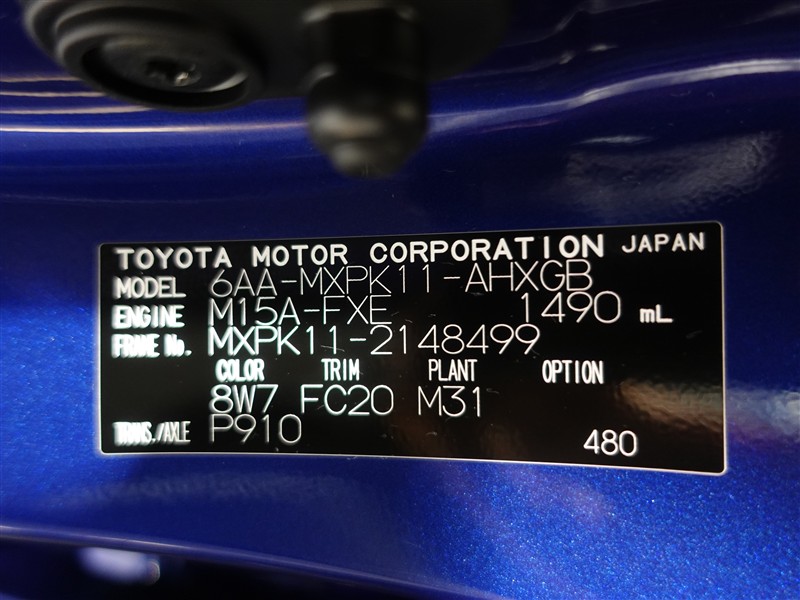 TOYOTA MOTOR CORPORATION JAPAN
MODEL 6AA-MXPK11-AHXGB
ENGINE M15A-FXE 1490 mL
FRAME No. MXPK11-2148499
COLOR TRIM PLANT OPTION
8W7 FC20 M31
TRANS./AXLE P910
480